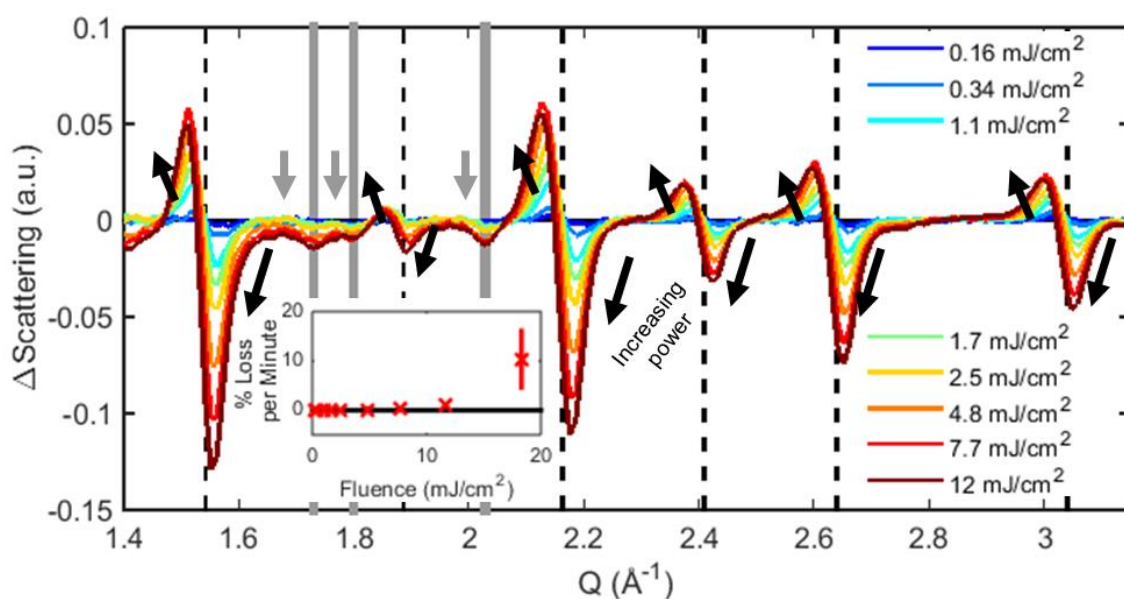 0.1
0.05
0
-0.05
-0.1
-0.15
ΔScattering (a.u.)
0.16 mJ/cm²
0.34 mJ/cm²
1.1 mJ/cm²
Increasing
power
1.7 mJ/cm²
2.5 mJ/cm²
4.8 mJ/cm²
7.7 mJ/cm²
12 mJ/cm²
20
10
0
% Loss
per Minute
0
10
20
Fluence (mJ/cm²)
1.4
1.6
1.8
2
2.2
2.4
2.6
2.8
3
Q (Å⁻¹)